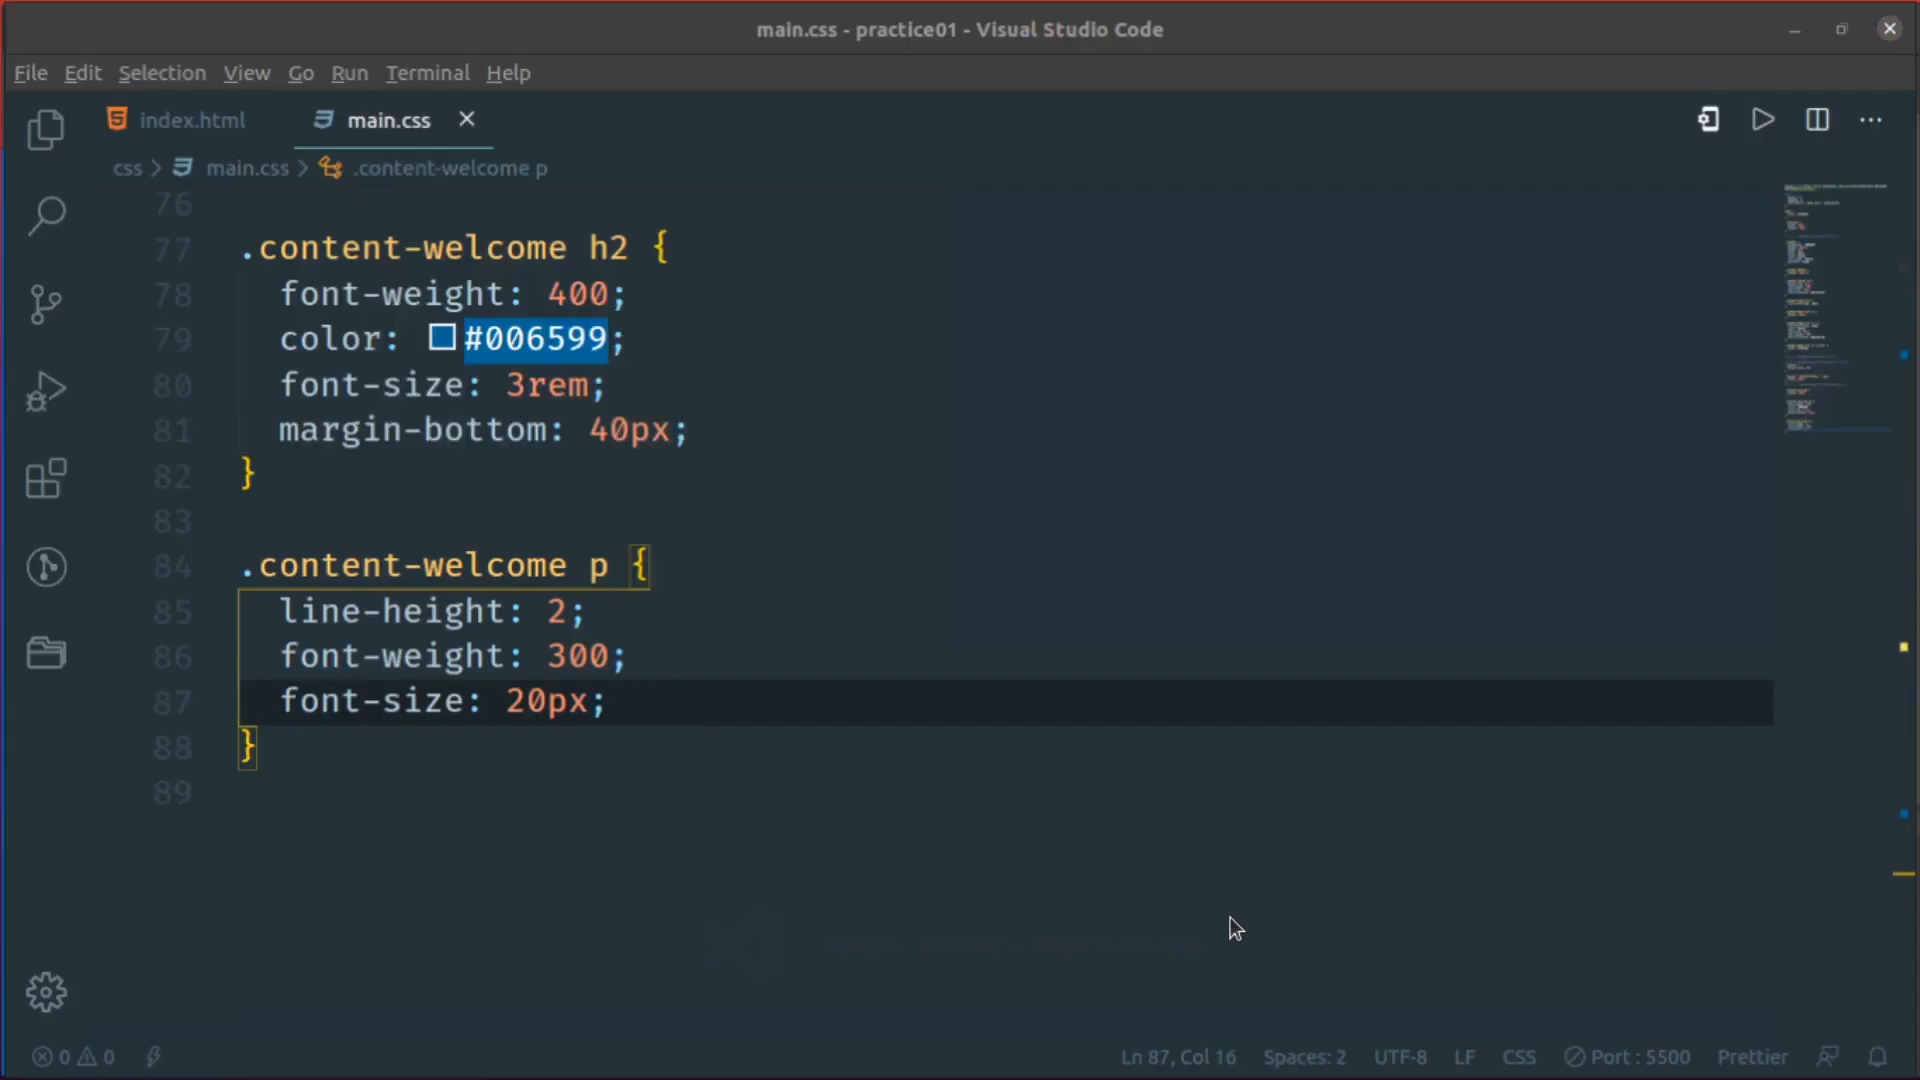 main.css - practice01 - Visual Studio Code
File Edit Selection View Go Run Terminal Help
index.html main.css
css > main.css > .content-welcome p
76
77 .content-welcome h2 {
78 font-weight: 400;
79 color: #006599;
80 font-size: 3rem;
81 margin-bottom: 40px;
82 }
83
84 .content-welcome p {
85 line-height: 2;
86 font-weight: 300;
87 font-size: 20px;
88 }
89
0 0 Ln 87, Col 16 Spaces: 2 UTF-8 LF CSS Port : 5500 Prettier